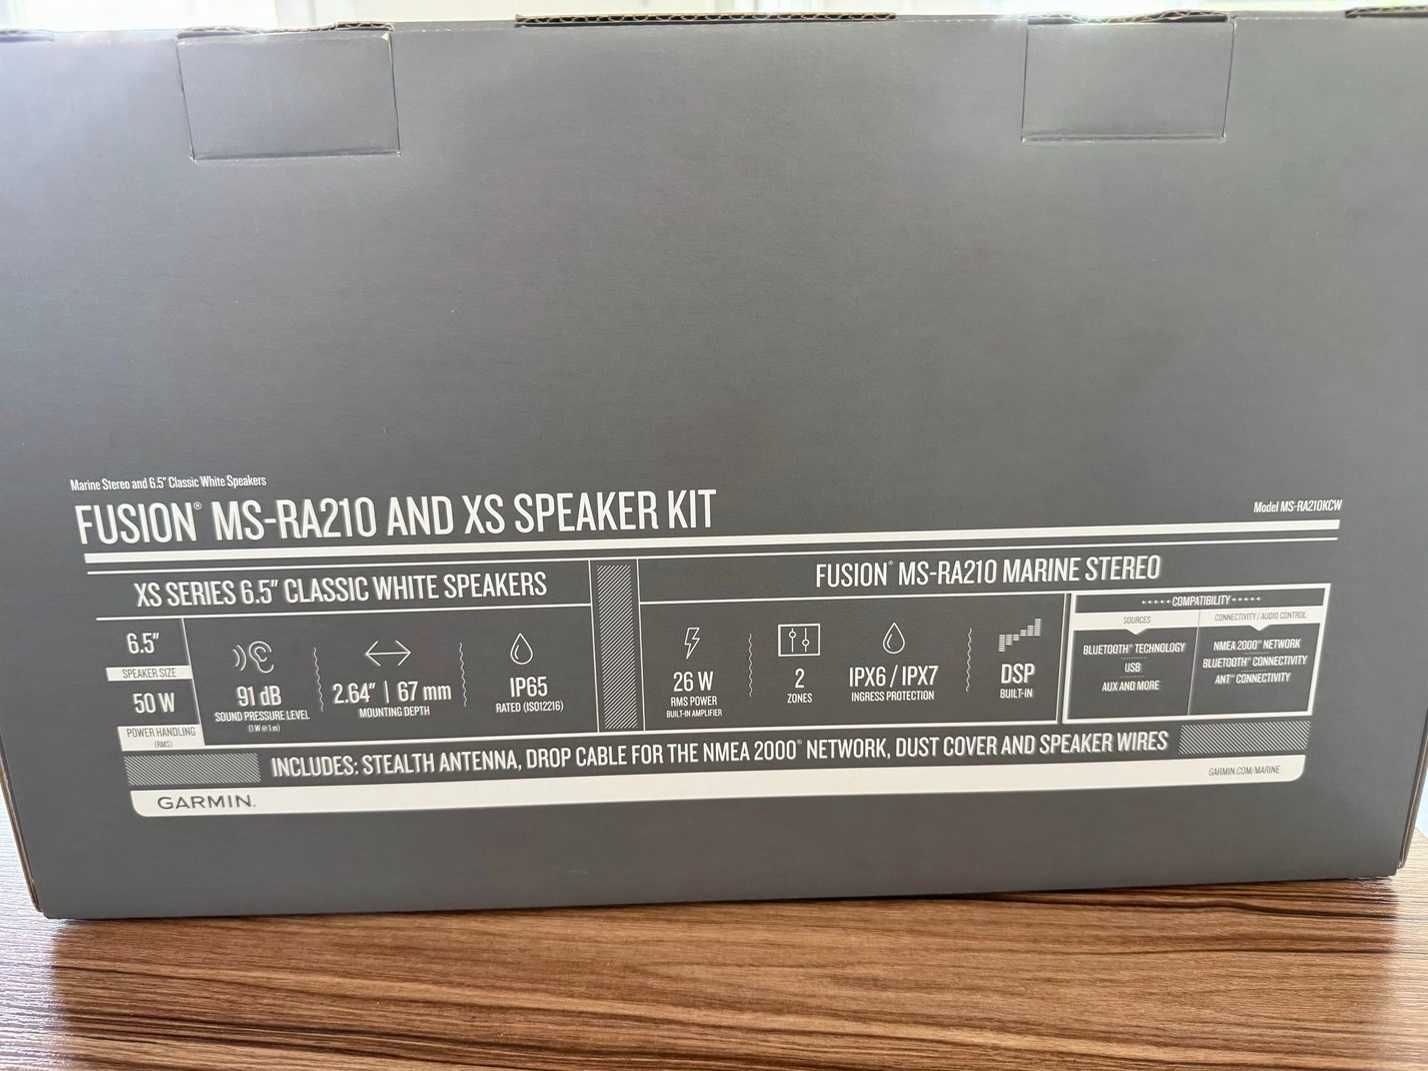 Marine Stereo and 6.5" Classic White Speakers
FUSION® MS-RA210 AND XS SPEAKER KIT
Model MS-RA210KCW
XS SERIES 6.5" CLASSIC WHITE SPEAKERS
6.5"
SPEAKER SIZE
50 W
POWER HANDLING
(RMS)
91 dB
SOUND PRESSURE LEVEL
(1 W @ 1 m)
2.64" | 67 mm
MOUNTING DEPTH
IP65
RATED (ISO12216)
FUSION® MS-RA210 MARINE STEREO
26 W
RMS POWER
BUILT-IN AMPLIFIER
2
ZONES
IPX6 / IPX7
INGRESS PROTECTION
DSP
BUILT-IN
COMPATIBILITY
SOURCES
BLUETOOTH® TECHNOLOGY
USB
AUX AND MORE
CONNECTIVITY / AUDIO CONTROL
NMEA 2000® NETWORK
BLUETOOTH® CONNECTIVITY
ANT™ CONNECTIVITY
INCLUDES: STEALTH ANTENNA, DROP CABLE FOR THE NMEA 2000® NETWORK, DUST COVER AND SPEAKER WIRES
GARMIN.
GARMIN.COM/MARINE